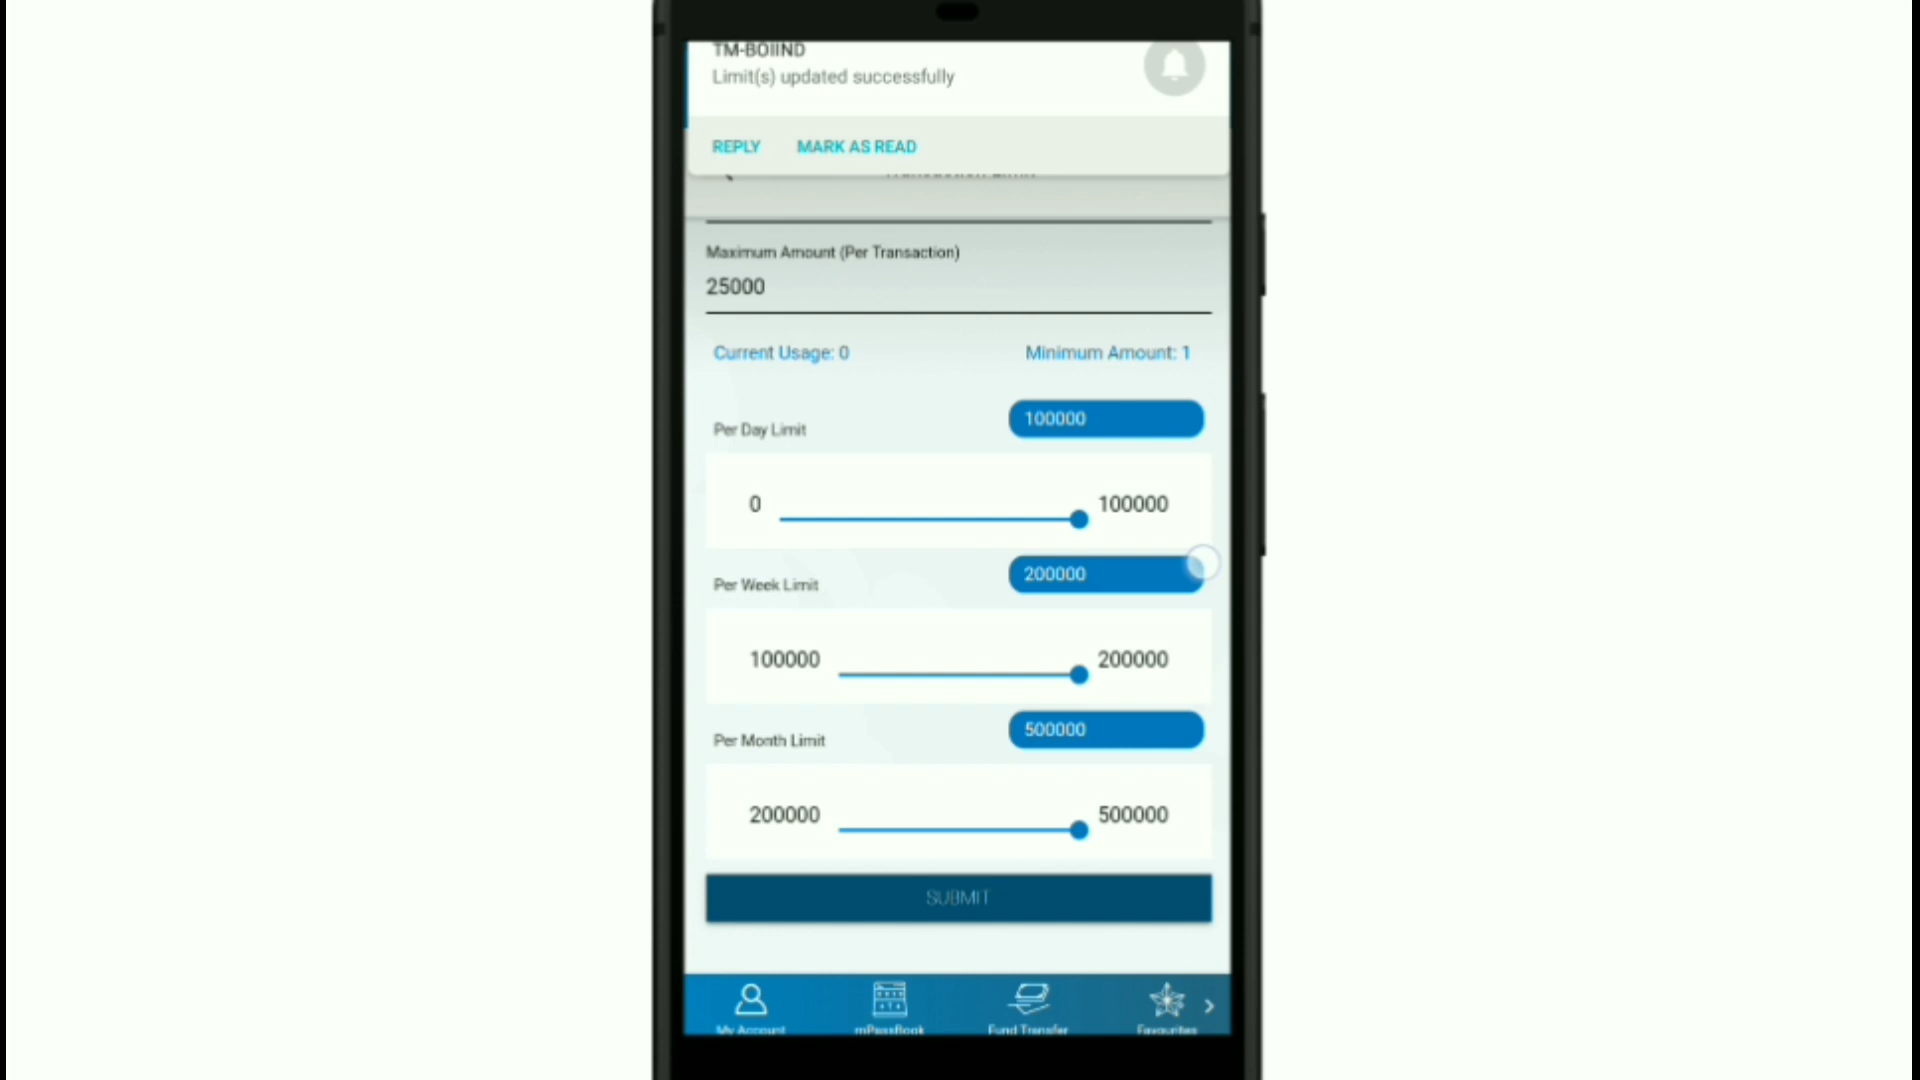 TM-BOIIND
Limit(s) updated successfully
REPLY MARK AS READ
Transaction Limit
Maximum Amount (Per Transaction)
25000
Current Usage: 0 Minimum Amount: 1
100000
Per Day Limit
0 100000
200000
Per Week Limit
100000 200000
500000
Per Month Limit
200000 500000
SUBMIT
My Account mPassBook Fund Transfer Favourites